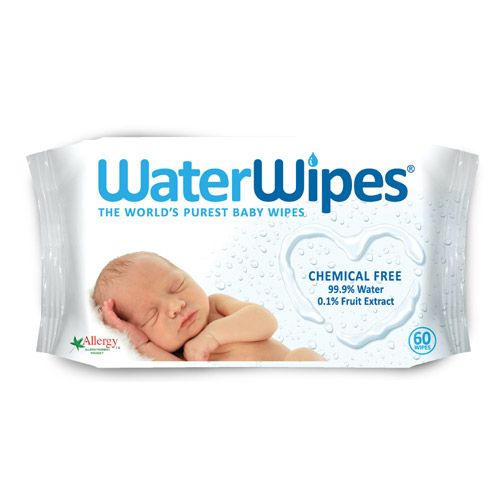 WaterWipes®
THE WORLD'S PUREST BABY WIPES
CHEMICAL FREE
99.9% Water
0.1% Fruit Extract
Allergy
60
WIPES